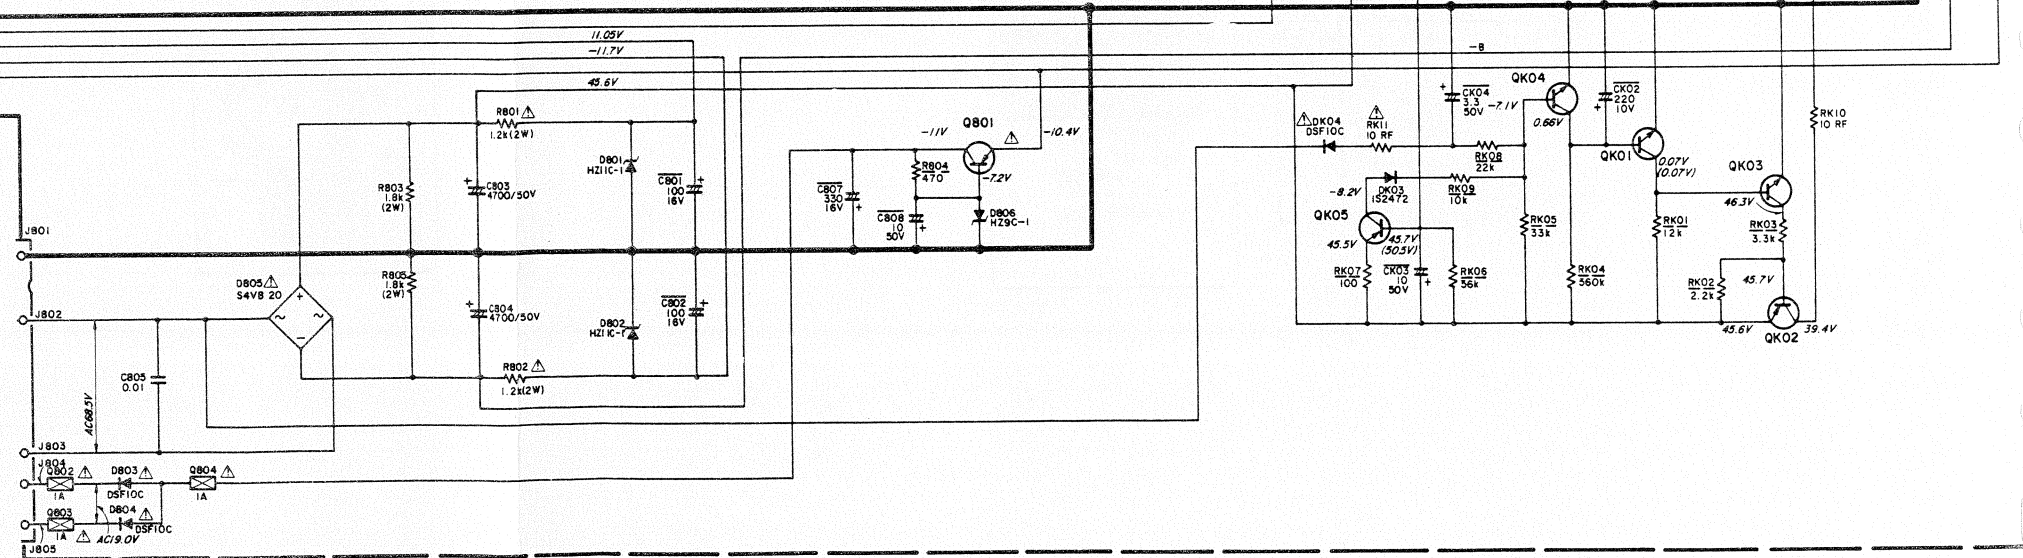 11.05V
-11.7V
45.6V
-B
R801
1.2k(2W)
D801
HZ11C-1
C801
100
16V
R803
1.8k
(2W)
C803
4700/50V
J801
D805
S4VB 20
R805
1.8k
(2W)
C804
4700/50V
D802
HZ11C-1
C802
100
16V
J802
R802
1.2k(2W)
C805
0.01
AC68.5V
J803
J804
Q802
1A
D803
DSF10C
Q804
1A
Q803
1A
D804
DSF10C
AC19.0V
J805
Q801
-11V
-10.4V
-7.2V
R804
470
C807
330
16V
C808
10
50V
D806
HZ9C-1
DK04
DSF10C
RK11
10 RF
CK04
3.3
50V
-7.1V
QK04
0.66V
CK02
220
10V
RK08
22k
QK01
0.07V
(0.07V)
QK03
RK10
10 RF
-8.2V
DK03
1S2472
RK09
10k
QK05
45.5V
45.7V
(50.5V)
RK05
33k
RK01
12k
46.3V
RK03
3.3k
RK07
100
CK03
10
50V
RK06
56k
RK04
560k
RK02
2.2k
45.7V
45.6V
39.4V
QK02